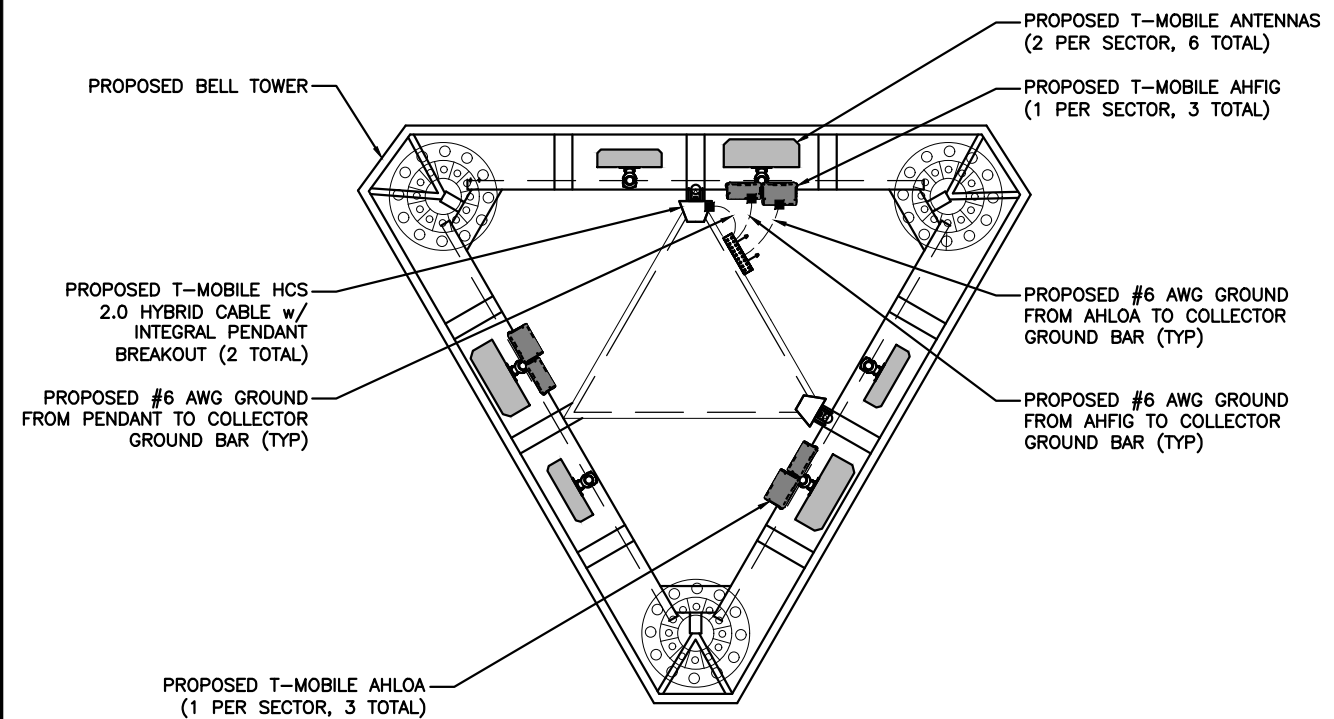 PROPOSED T-MOBILE ANTENNAS
(2 PER SECTOR, 6 TOTAL)
PROPOSED BELL TOWER
PROPOSED T-MOBILE AHFIG
(1 PER SECTOR, 3 TOTAL)
PROPOSED T-MOBILE HCS
2.0 HYBRID CABLE w/
INTEGRAL PENDANT
BREAKOUT (2 TOTAL)
PROPOSED #6 AWG GROUND
FROM AHLOA TO COLLECTOR
GROUND BAR (TYP)
PROPOSED #6 AWG GROUND
FROM PENDANT TO COLLECTOR
GROUND BAR (TYP)
PROPOSED #6 AWG GROUND
FROM AHFIG TO COLLECTOR
GROUND BAR (TYP)
PROPOSED T-MOBILE AHLOA
(1 PER SECTOR, 3 TOTAL)